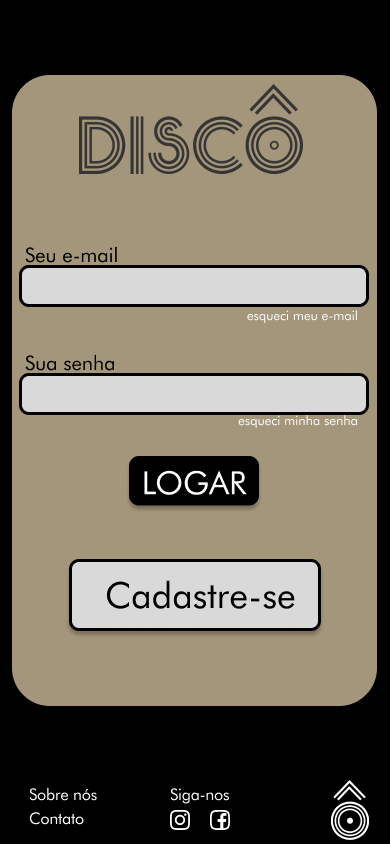 DISCÔ
Seu e-mail
esqueci meu e-mail
Sua senha
esqueci minha senha
LOGAR
Cadastre-se
Sobre nós
Siga-nos
Contato
Ô